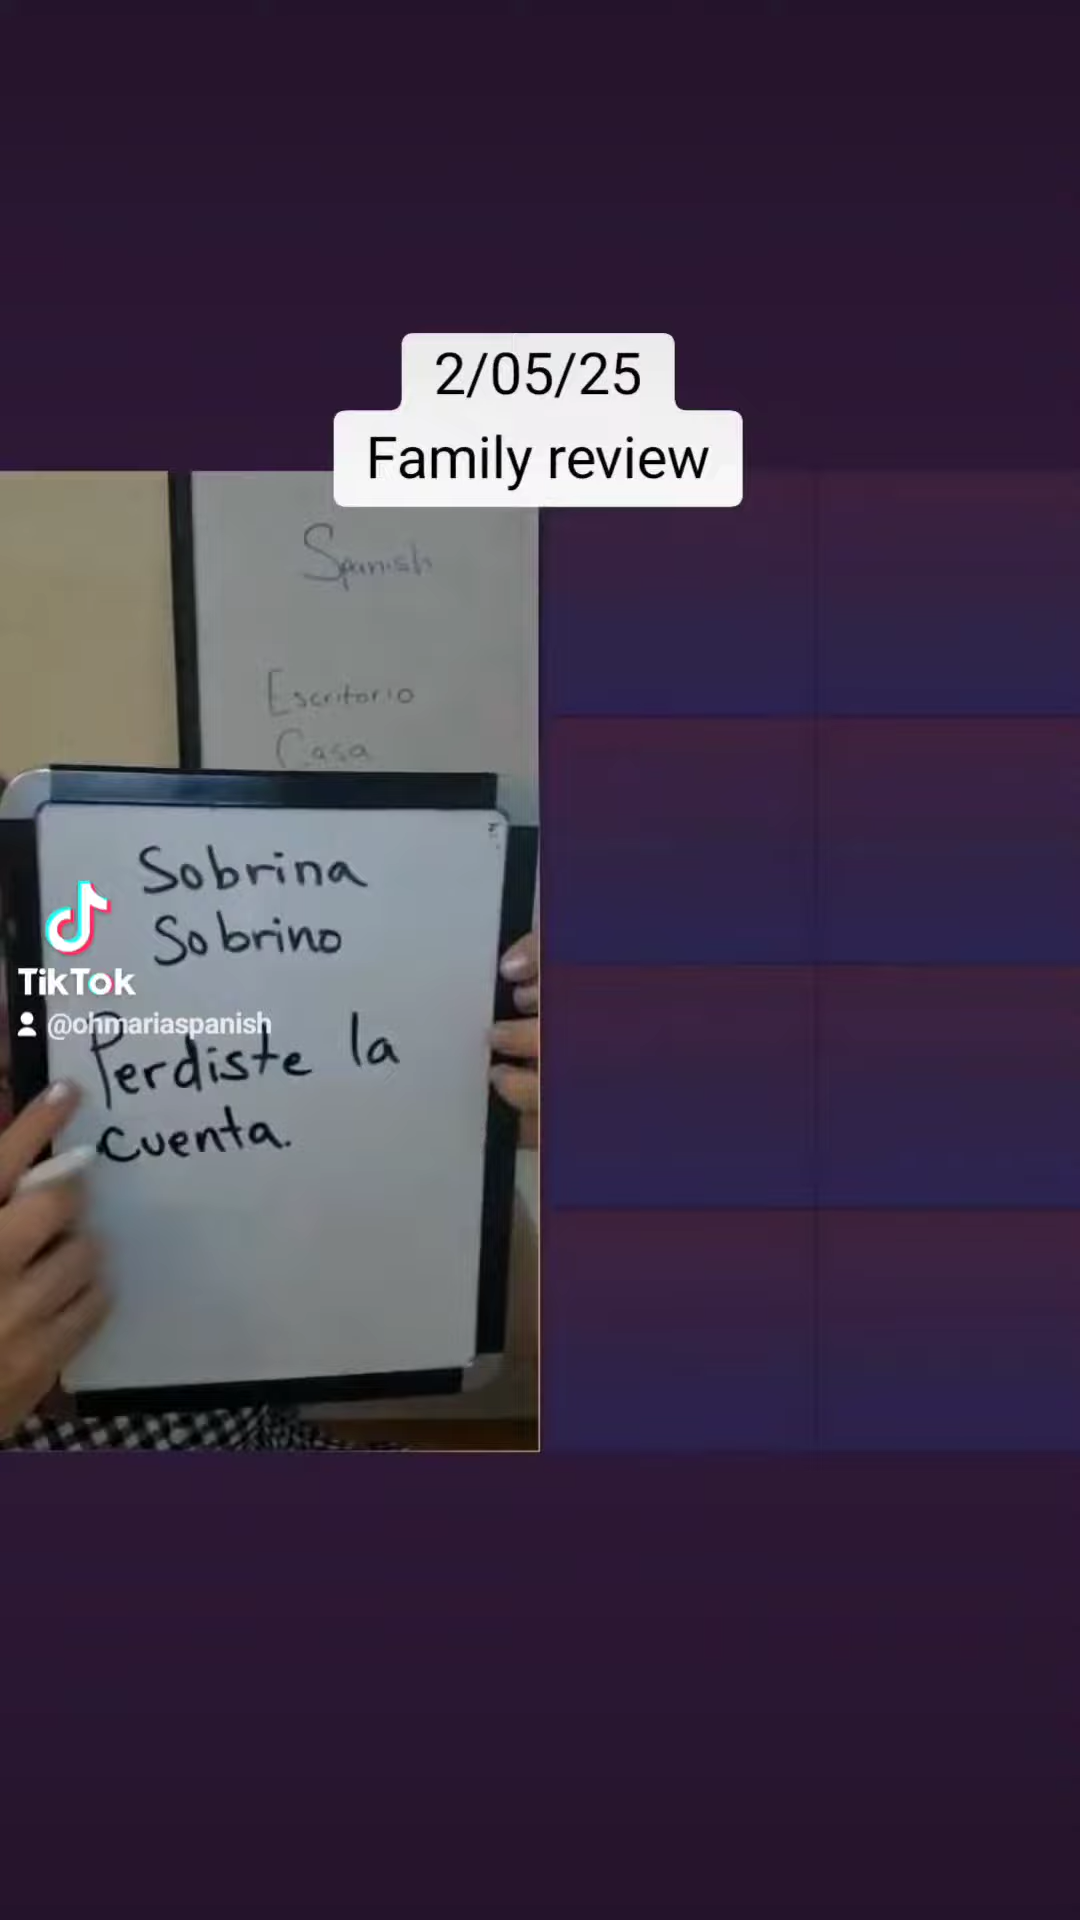 2/05/25
Family review
Spanish
Escritorio
Casa
Sobrina
Sobrino
TikTok
@ohmariaspanish
Perdiste la
cuenta.